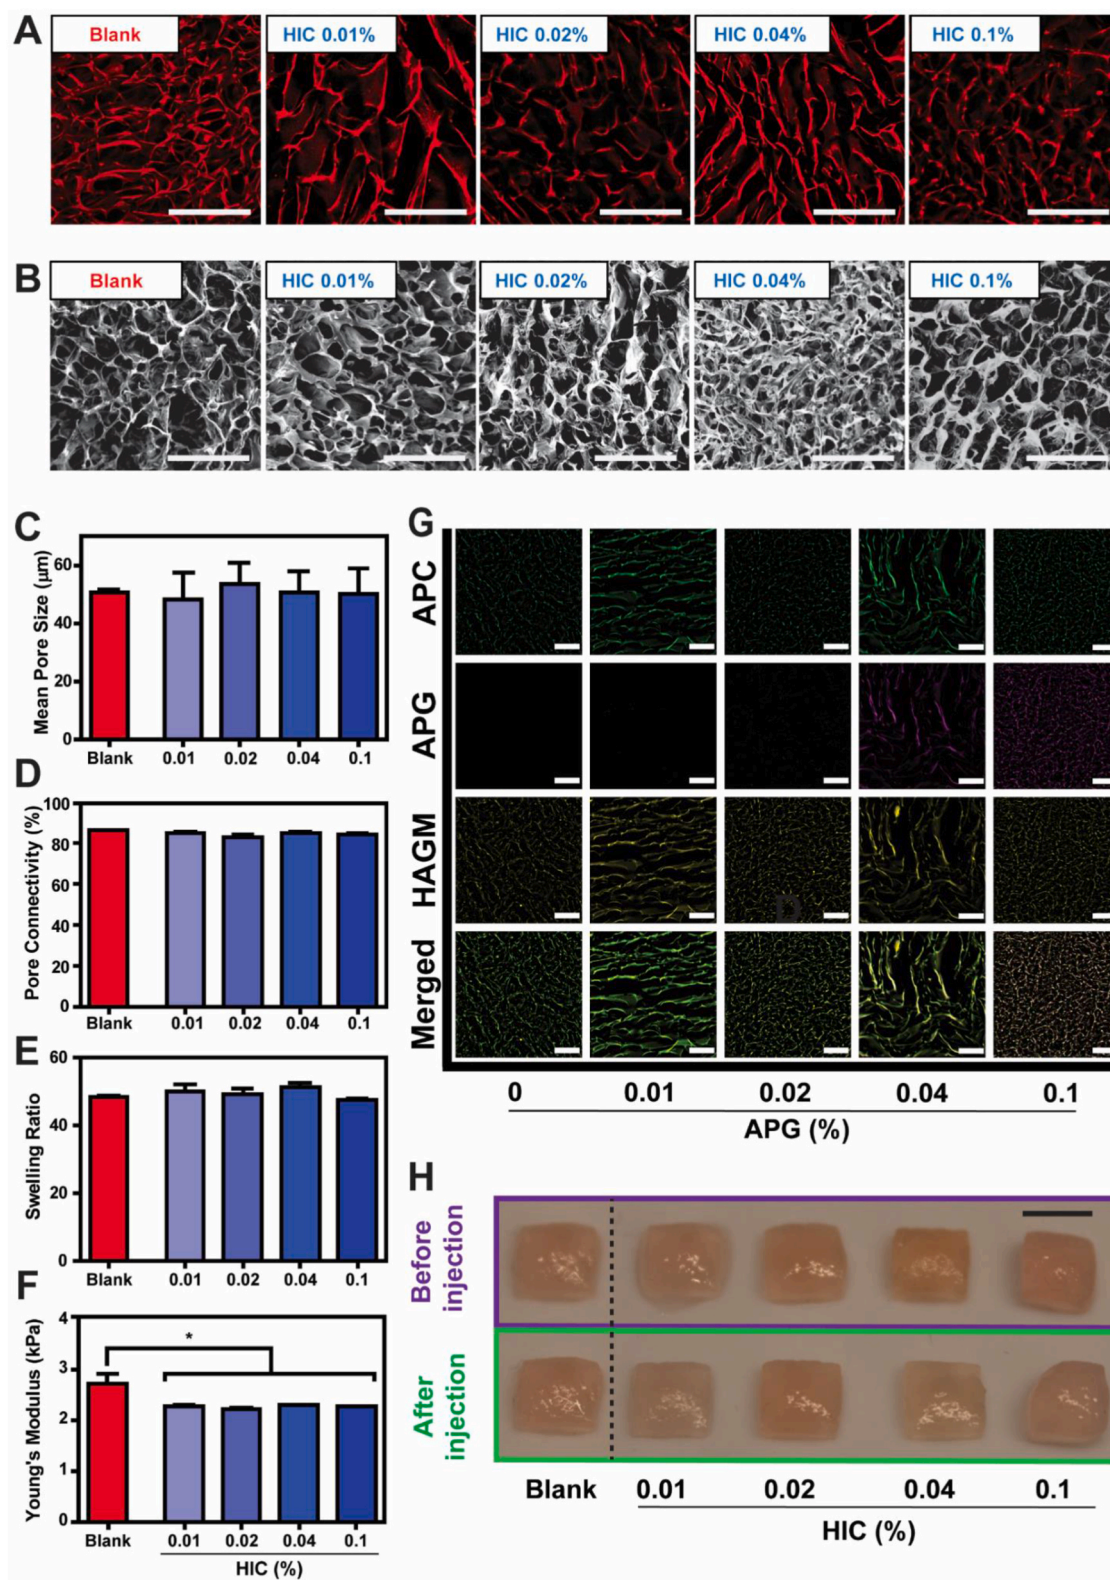 A
Blank
HIC 0.01%
HIC 0.02%
HIC 0.04%
HIC 0.1%
B
Blank
HIC 0.01%
HIC 0.02%
HIC 0.04%
HIC 0.1%
C
Mean Pore Size (µm)
60
40
20
0
Blank 0.01 0.02 0.04 0.1
D
Pore Connectivity (%)
100
80
60
40
20
0
Blank 0.01 0.02 0.04 0.1
E
Swelling Ratio
60
40
20
0
Blank 0.01 0.02 0.04 0.1
F
Young's Modulus (kPa)
4
3
2
1
0
*
Blank 0.01 0.02 0.04 0.1
HIC (%)
G
APC
APG
HAGM
D
Merged
0 0.01 0.02 0.04 0.1
APG (%)
H
Before
injection
After
injection
Blank 0.01 0.02 0.04 0.1
HIC (%)